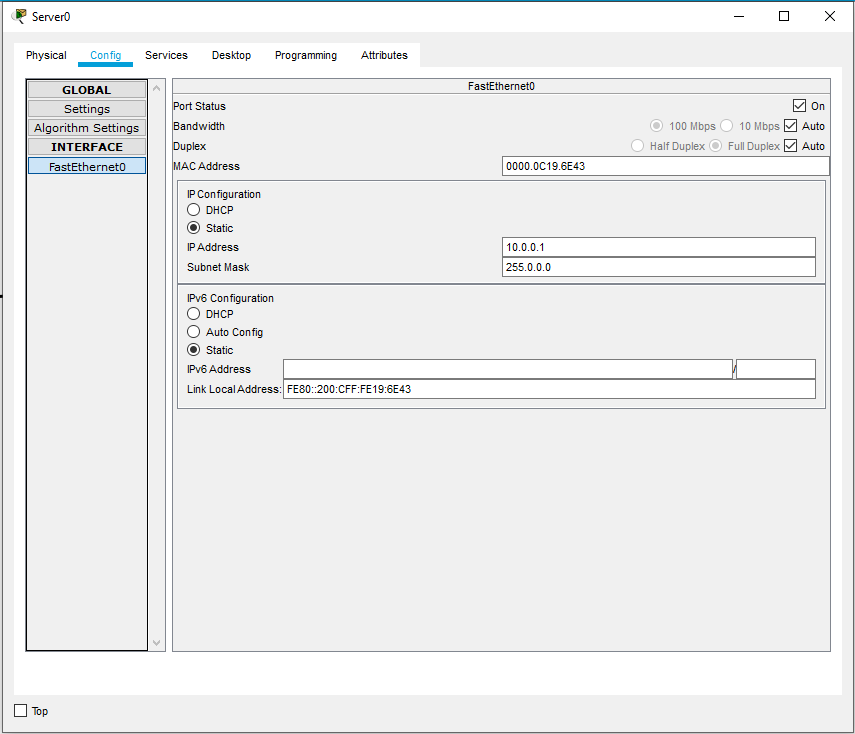 Server0
Physical Config Services Desktop Programming Attributes
GLOBAL
Settings
Algorithm Settings
INTERFACE
FastEthernet0
FastEthernet0
Port Status On
Bandwidth 100 Mbps 10 Mbps Auto
Duplex Half Duplex Full Duplex Auto
MAC Address 0000.0C19.6E43
IP Configuration
DHCP
Static
IP Address 10.0.0.1
Subnet Mask 255.0.0.0
IPv6 Configuration
DHCP
Auto Config
Static
IPv6 Address /
Link Local Address: FE80::200:CFF:FE19:6E43
Top